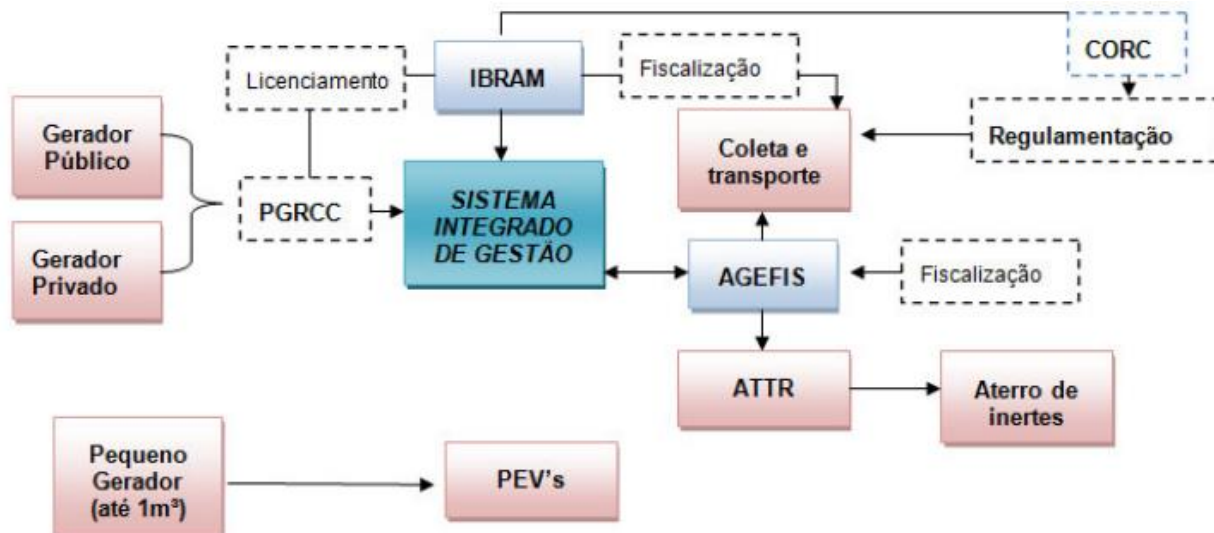 Licenciamento
IBRAM
Fiscalização
CORC
Gerador
Público
Coleta e
transporte
Regulamentação
PGRCC
SISTEMA
INTEGRADO
DE GESTÃO
Gerador
Privado
AGEFIS
Fiscalização
ATTR
Aterro de
inertes
Pequeno
Gerador
(até 1m³)
PEV's